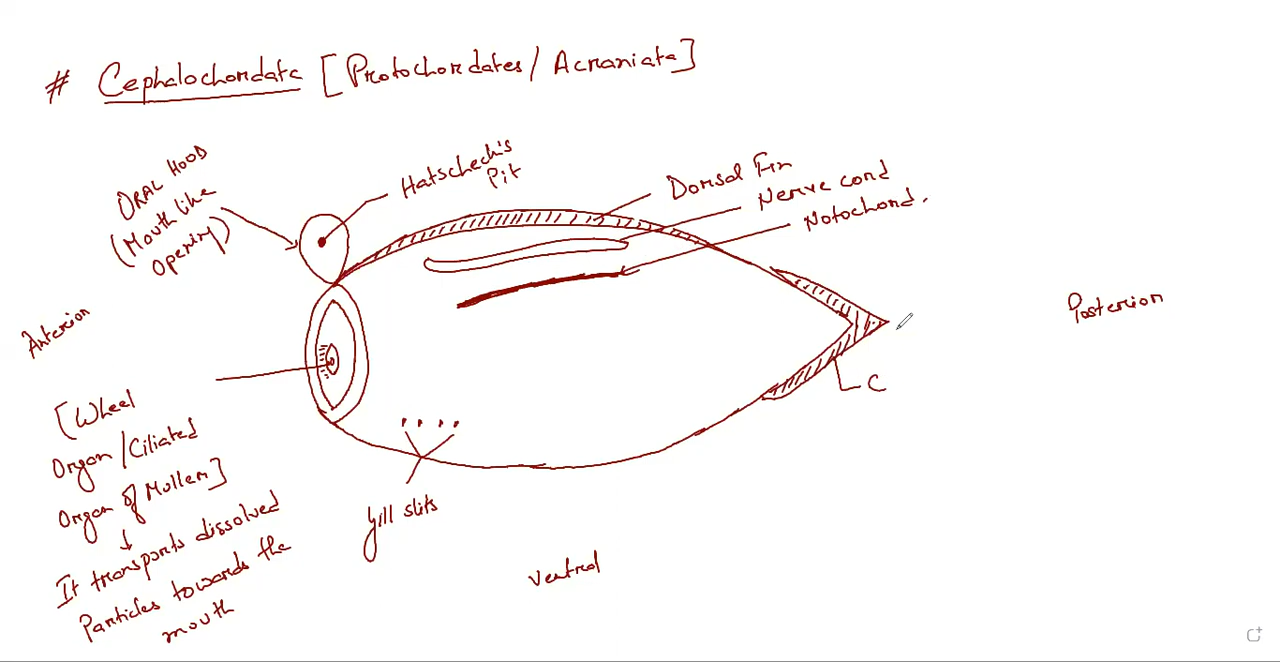 # Cephalochordata [Protochordates/ Acraniata]
ORAL HOOD
(Mouth like
opening)
Hatscheck's
Pit
Dorsal Fin
Nerve cord
Notochord.
Anterior
Posterior
[Wheel
Organ/Ciliated
Organ of Muller]
↓
It transports dissolved
Particles towards the
mouth
C
Gill slits
Ventral